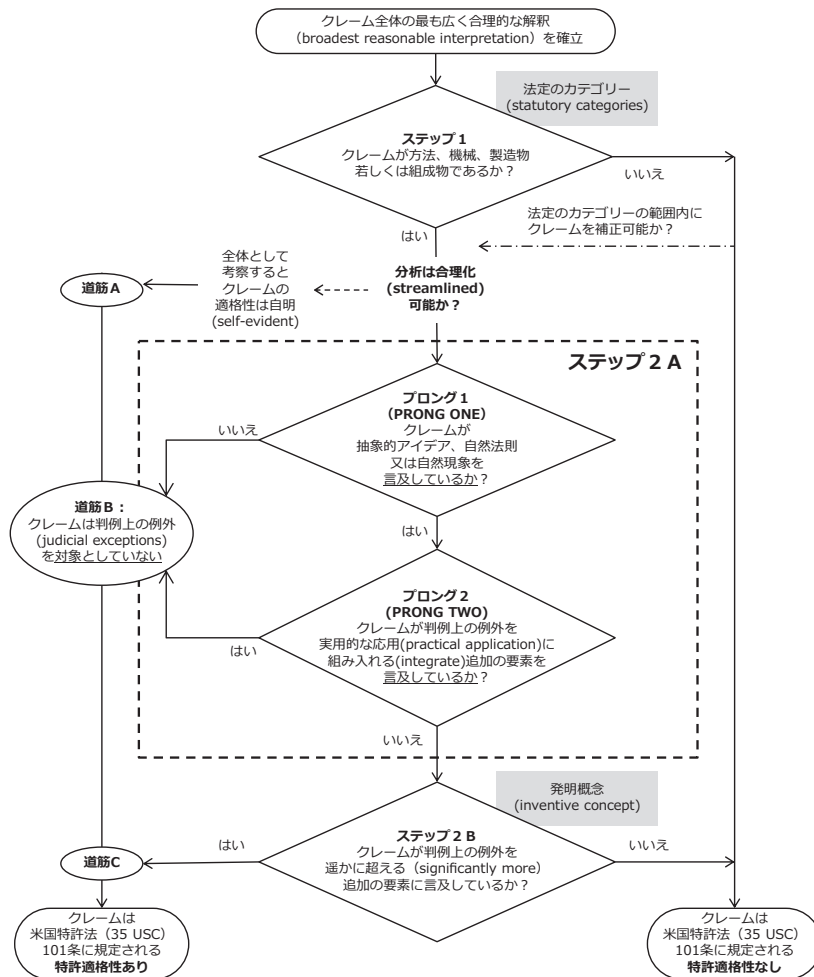 クレーム全体の最も広く合理的な解釈
（broadest reasonable interpretation）を確立
法定のカテゴリー
(statutory categories)
ステップ１
クレームが方法、機械、製造物
若しくは組成物であるか？
いいえ
はい
法定のカテゴリーの範囲内に
クレームを補正可能か？
全体として
考察すると
クレームの
適格性は自明
(self-evident)
分析は合理化
(streamlined)
可能か？
道筋A
ステップ２A
プロング１
（PRONG ONE）
クレームが
抽象的アイデア、自然法則
又は自然現象を
言及しているか？
いいえ
はい
道筋B：
クレームは判例上の例外
(judicial exceptions)
を対象としていない
プロング２
(PRONG TWO)
クレームが判例上の例外を
実用的な応用(practical application)に
組み入れる(integrate)追加の要素を
言及しているか？
はい
いいえ
発明概念
(inventive concept)
ステップ２B
クレームが判例上の例外を
遥かに超える（significantly more）
追加の要素に言及しているか？
はい
いいえ
道筋C
クレームは
米国特許法（35 USC）
101条に規定される
特許適格性あり
クレームは
米国特許法（35 USC）
101条に規定される
特許適格性なし